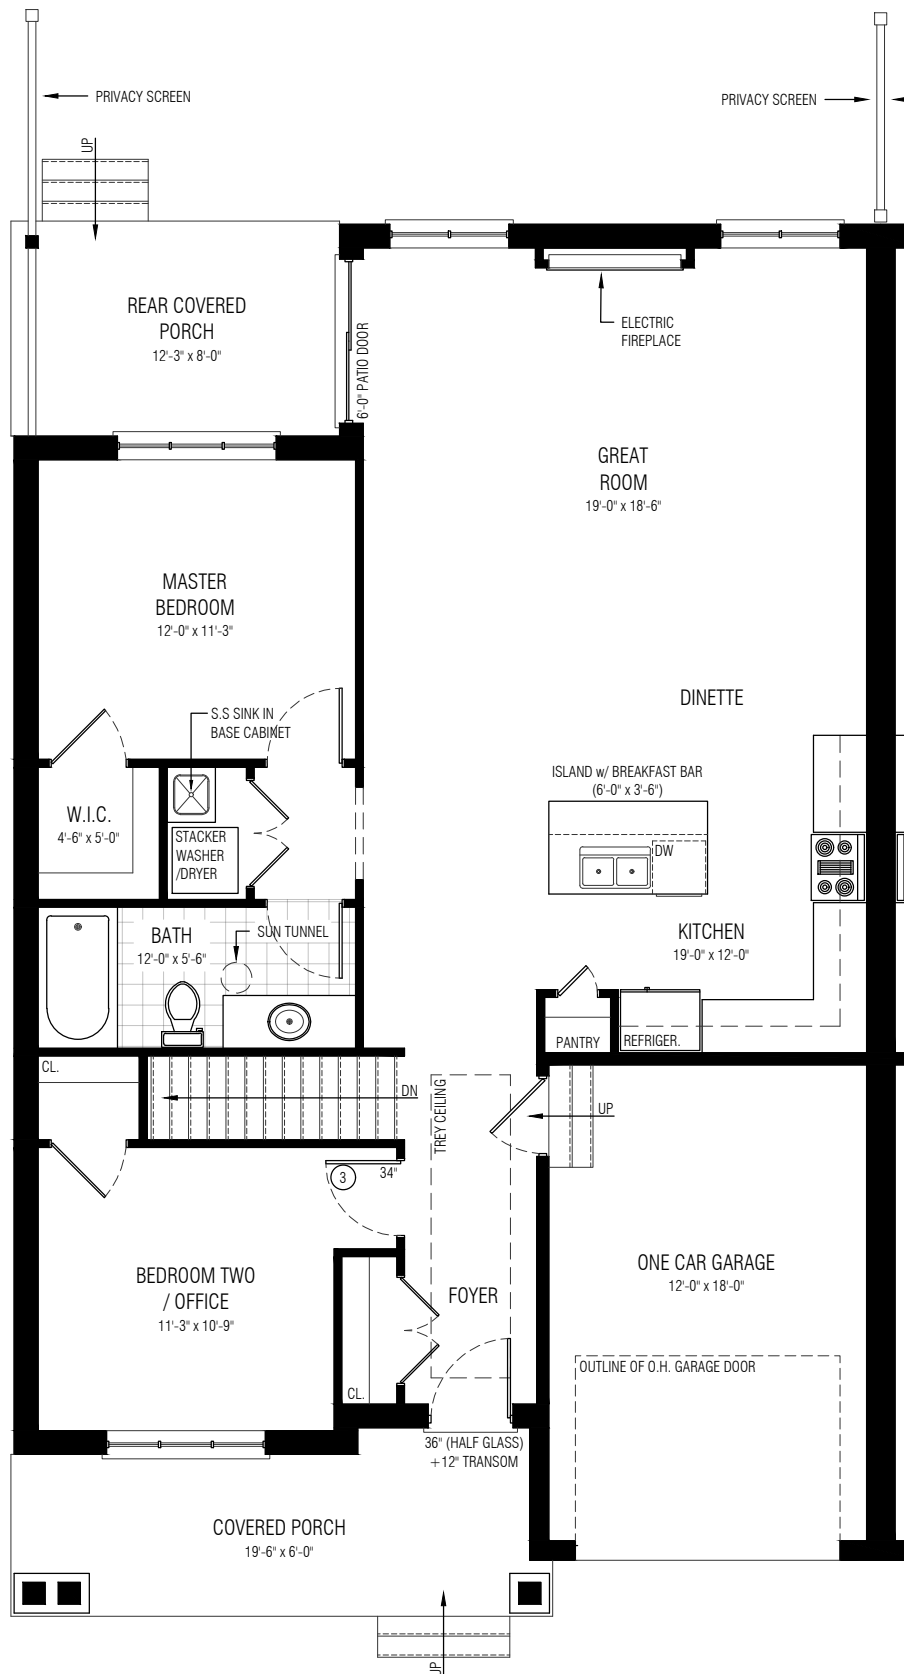 PRIVACY SCREEN
PRIVACY SCREEN
UP
REAR COVERED
PORCH
12'-3" x 8'-0"
6'-0" PATIO DOOR
ELECTRIC
FIREPLACE
GREAT
ROOM
19'-0" x 18'-6"
MASTER
BEDROOM
12'-0" x 11'-3"
DINETTE
S.S SINK IN
BASE CABINET
ISLAND w/ BREAKFAST BAR
(6'-0" x 3'-6")
W.I.C.
4'-6" x 5'-0"
STACKER
WASHER
/DRYER
DW
BATH
12'-0" x 5'-6"
SUN TUNNEL
KITCHEN
19'-0" x 12'-0"
PANTRY
REFRIGER.
CL.
DN
TREY CEILING
UP
3
34"
BEDROOM TWO
/ OFFICE
11'-3" x 10'-9"
FOYER
ONE CAR GARAGE
12'-0" x 18'-0"
OUTLINE OF O.H. GARAGE DOOR
CL.
36" (HALF GLASS)
+12" TRANSOM
COVERED PORCH
19'-6" x 6'-0"
UP